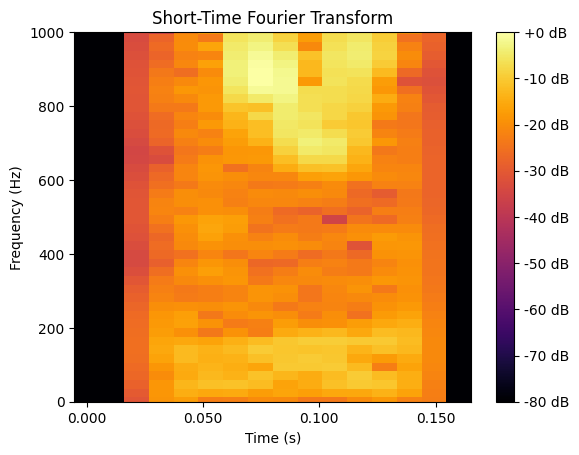 Short-Time Fourier Transform
1000
800
600
400
200
0
Frequency (Hz)
0.000
0.050
0.100
0.150
Time (s)
+0 dB
-10 dB
-20 dB
-30 dB
-40 dB
-50 dB
-60 dB
-70 dB
-80 dB